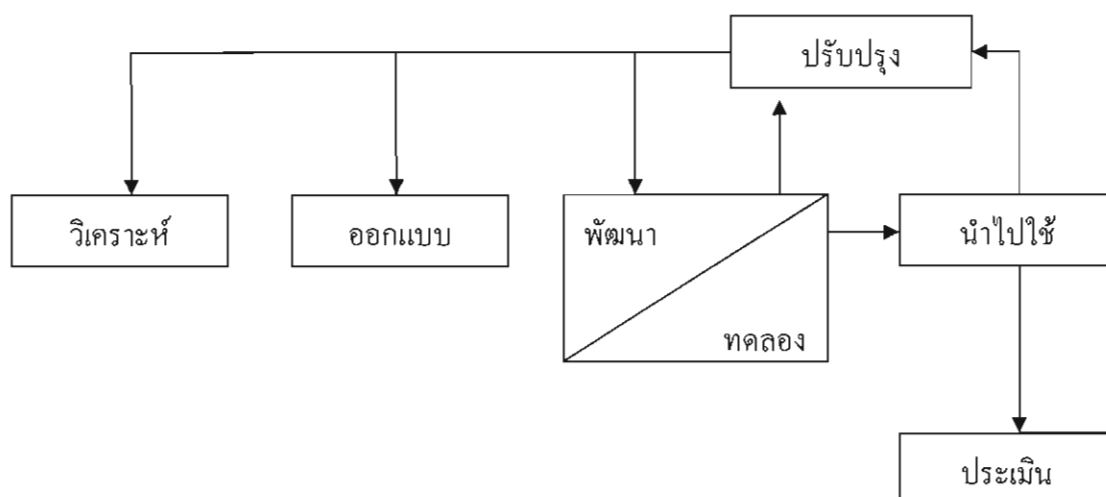 ปรับปรุง
วิเคราะห์
ออกแบบ
พัฒนา
นำไปใช้
ทดลอง
ประเมิน